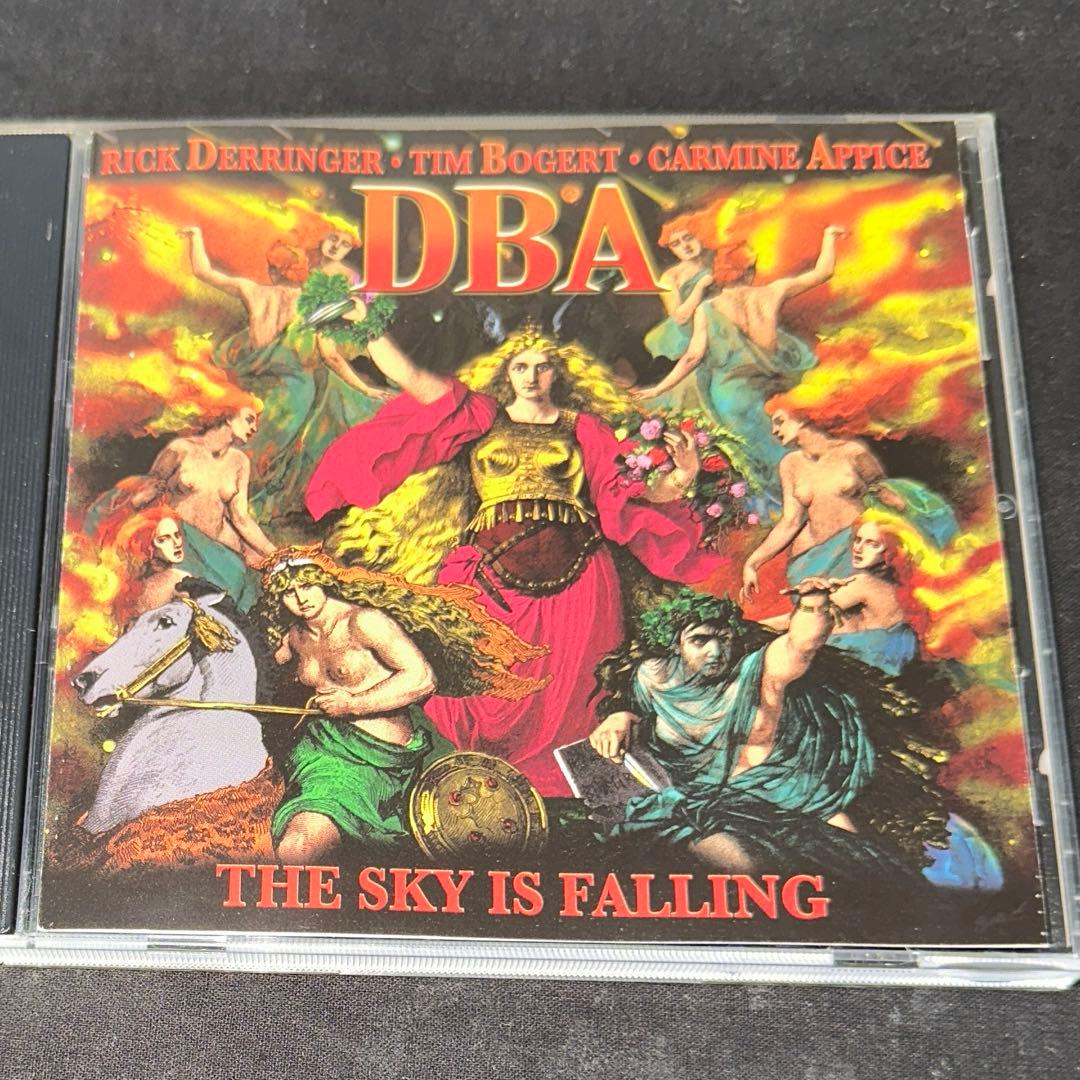 RICK DERRINGER • TIM BOGERT • CARMINE APPICE
DBA
THE SKY IS FALLING